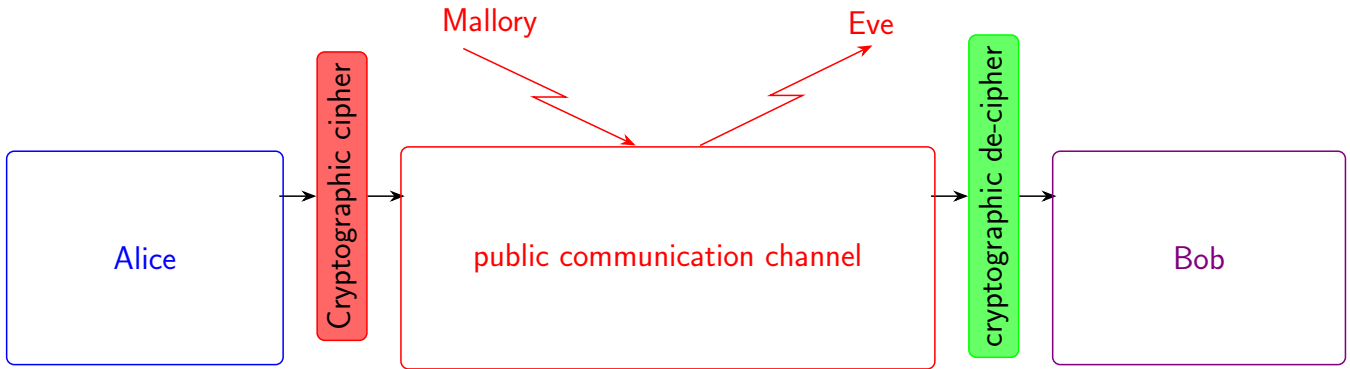 Mallory
Eve
Alice
Cryptographic cipher
public communication channel
cryptographic de-cipher
Bob